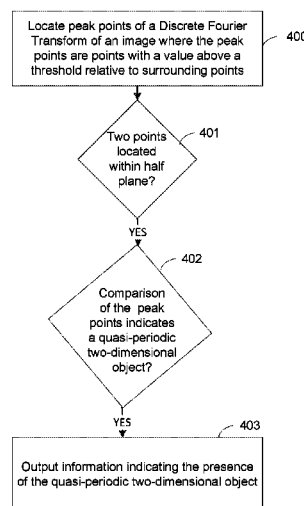 Locate peak points of a Discrete Fourier
Transform of an image where the peak
points are points with a value above a
threshold relative to surrounding points
400
401
Two points
located
within half
plane?
YES
402
Comparison
of the peak
points indicates
a quasi-periodic
two-dimensional
object?
YES
403
Output information indicating the presence
of the quasi-periodic two-dimensional object